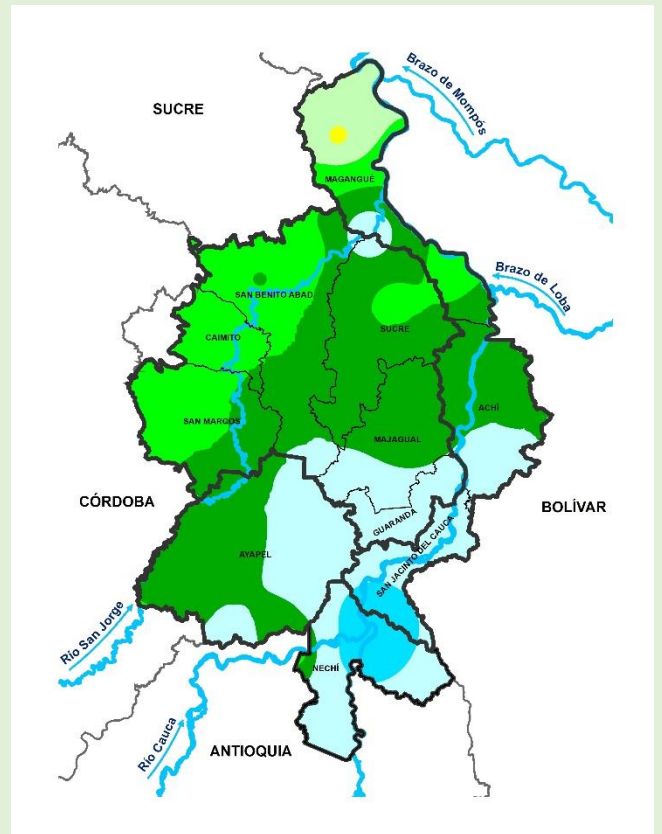 Brazo de Mompós
SUCRE
MAGANGUÉ
Brazo de Loba
SAN BENITO ABAD
SUCRE
CAIMITO
ACHÍ
SAN MARCOS
MAJAGUAL
CÓRDOBA
BOLÍVAR
GUARANDA
AYAPEL
SAN JACINTO DEL CAUCA
Río San Jorge
NECHÍ
Río Cauca
ANTIOQUIA